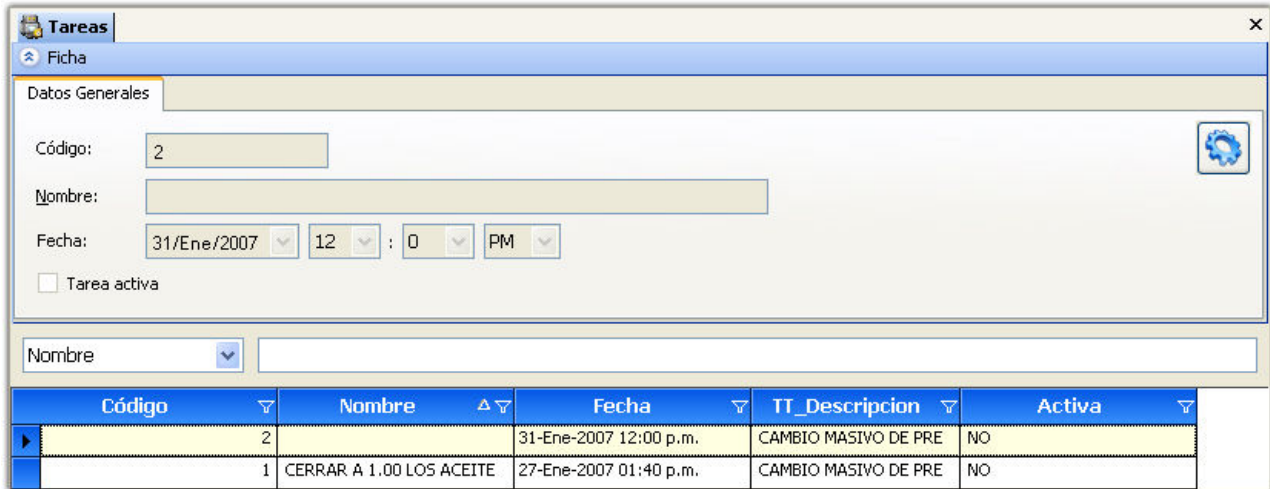 Tareas
Ficha
Datos Generales
Código: 2
Nombre:
Fecha: 31/Ene/2007 12 : 0 PM
Tarea activa
Nombre
Código Nombre Fecha TT_Descripcion Activa
2 31-Ene-2007 12:00 p.m. CAMBIO MASIVO DE PRE NO
1 CERRAR A 1.00 LOS ACEITE 27-Ene-2007 01:40 p.m. CAMBIO MASIVO DE PRE NO